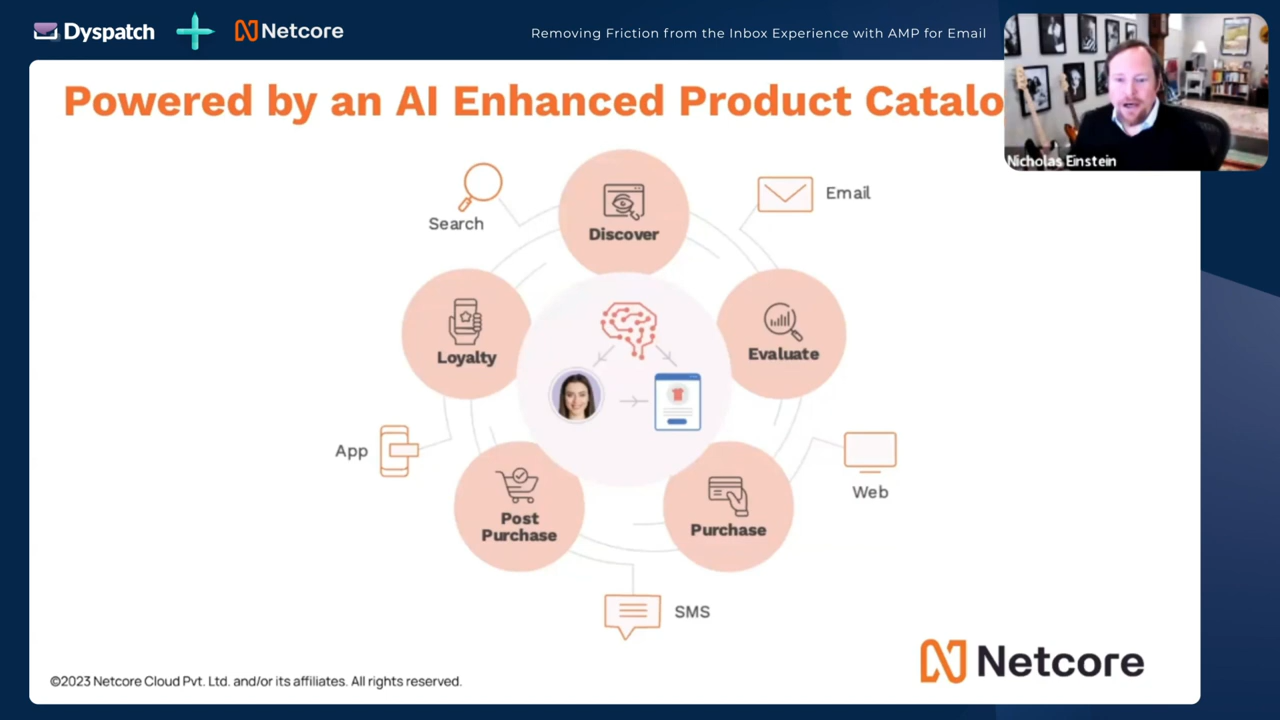 Dyspatch
Netcore
Removing Friction from the Inbox Experience with AMP for Email
Powered by an AI Enhanced Product Catalo
Nicholas Einstein
Search
Discover
Email
Loyalty
Evaluate
App
Web
Post
Purchase
Purchase
SMS
Netcore
©2023 Netcore Cloud Pvt. Ltd. and/or its affiliates. All rights reserved.